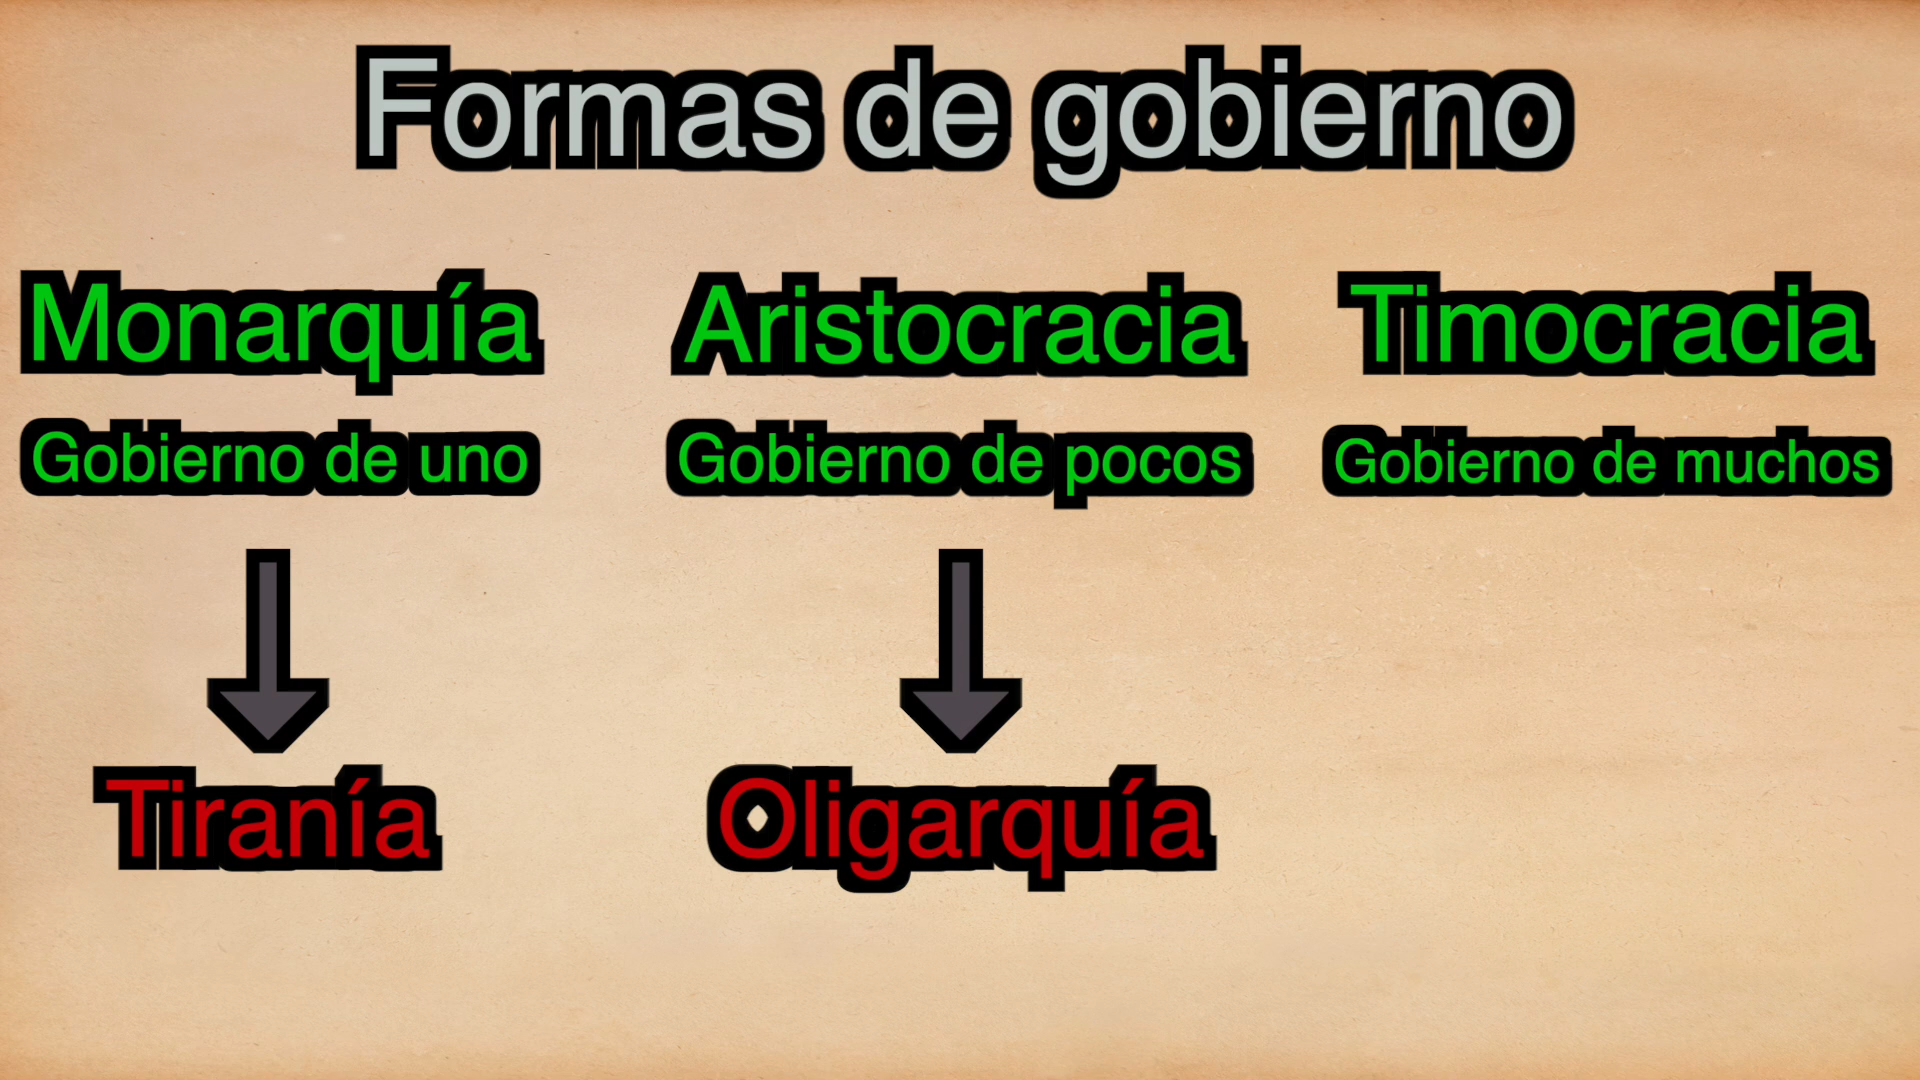 Formas de gobierno
Monarquía
Aristocracia
Timocracia
Gobierno de uno
Gobierno de pocos
Gobierno de muchos
Tiranía
Oligarquía